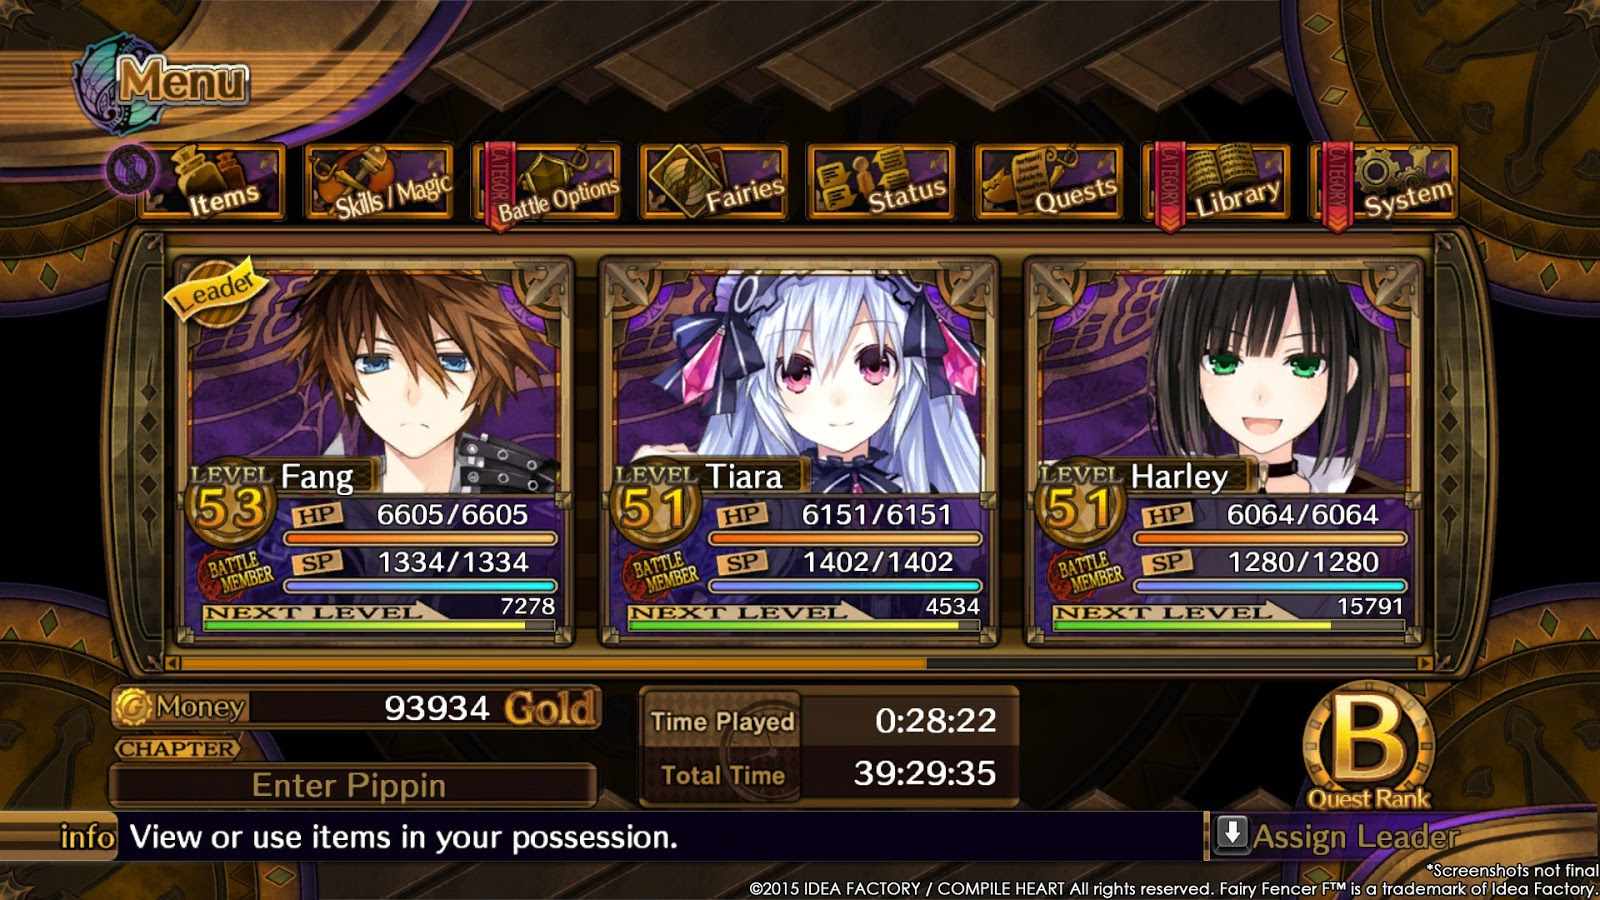 Menu
Items
Skills / Magic
CATEGORY
Battle Options
Fairies
Status
Quests
CATEGORY
Library
CATEGORY
System
Leader
LEVEL
53
Fang
HP 6605/6605
BATTLE MEMBER
SP 1334/1334
NEXT LEVEL 7278
LEVEL
51
Tiara
HP 6151/6151
BATTLE MEMBER
SP 1402/1402
NEXT LEVEL 4534
LEVEL
51
Harley
HP 6064/6064
BATTLE MEMBER
SP 1280/1280
NEXT LEVEL 15791
Money 93934 Gold
CHAPTER
Enter Pippin
Time Played 0:28:22
Total Time 39:29:35
B
Quest Rank
info View or use items in your possession.
Assign Leader
*Screenshots not final
©2015 IDEA FACTORY / COMPILE HEART All rights reserved. Fairy Fencer F™ is a trademark of Idea Factory.